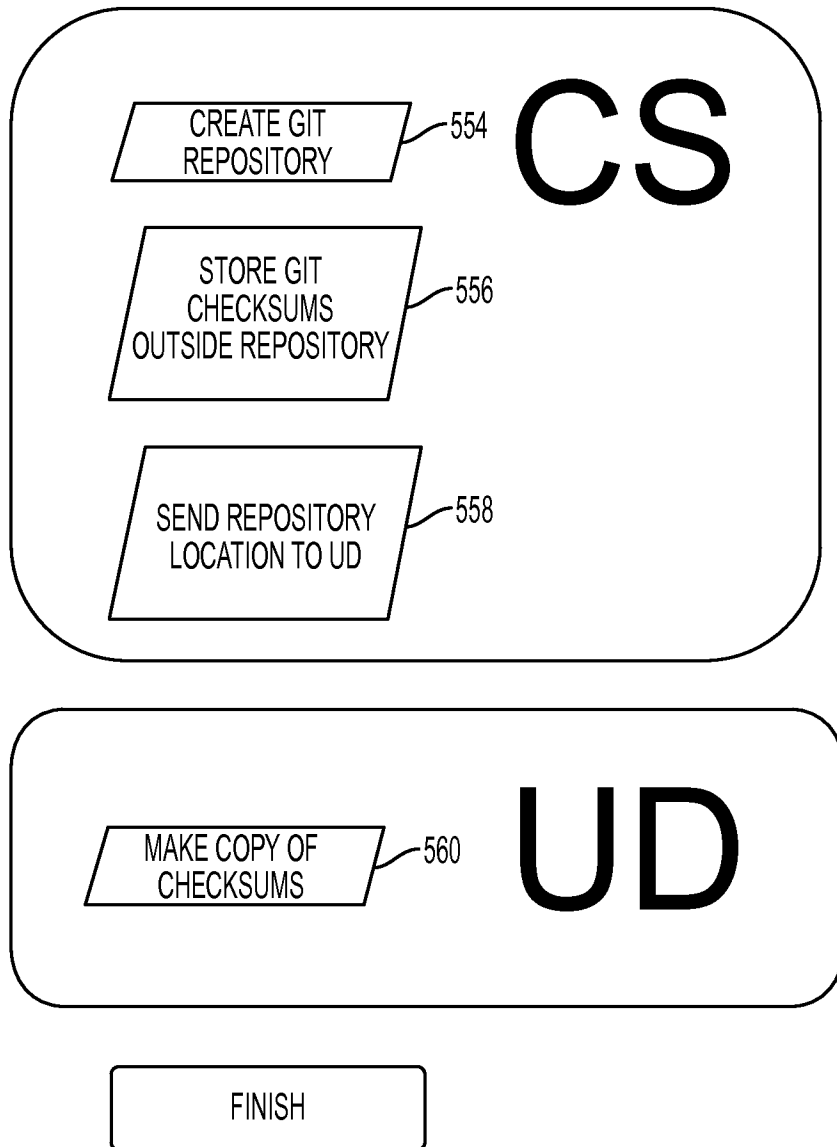 CREATE GIT
REPOSITORY
554
CS
STORE GIT
CHECKSUMS
OUTSIDE REPOSITORY
556
SEND REPOSITORY
LOCATION TO UD
558
MAKE COPY OF
CHECKSUMS
560
UD
FINISH